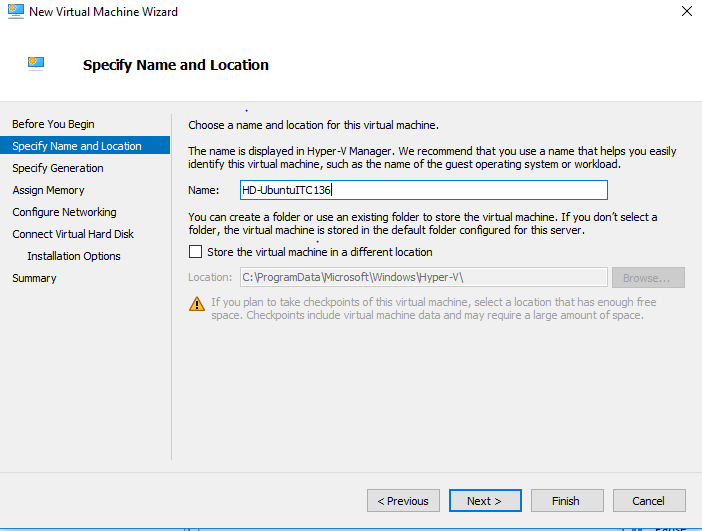 New Virtual Machine Wizard
Specify Name and Location
Before You Begin
Specify Name and Location
Specify Generation
Assign Memory
Configure Networking
Connect Virtual Hard Disk
Installation Options
Summary
Choose a name and location for this virtual machine.
The name is displayed in Hyper-V Manager. We recommend that you use a name that helps you easily
identify this virtual machine, such as the name of the guest operating system or workload.
Name: HD-UbuntuITC136
You can create a folder or use an existing folder to store the virtual machine. If you don't select a
folder, the virtual machine is stored in the default folder configured for this server.
Store the virtual machine in a different location
Location: C:\ProgramData\Microsoft\Windows\Hyper-V\ Browse...
If you plan to take checkpoints of this virtual machine, select a location that has enough free
space. Checkpoints include virtual machine data and may require a large amount of space.
< Previous Next > Finish Cancel